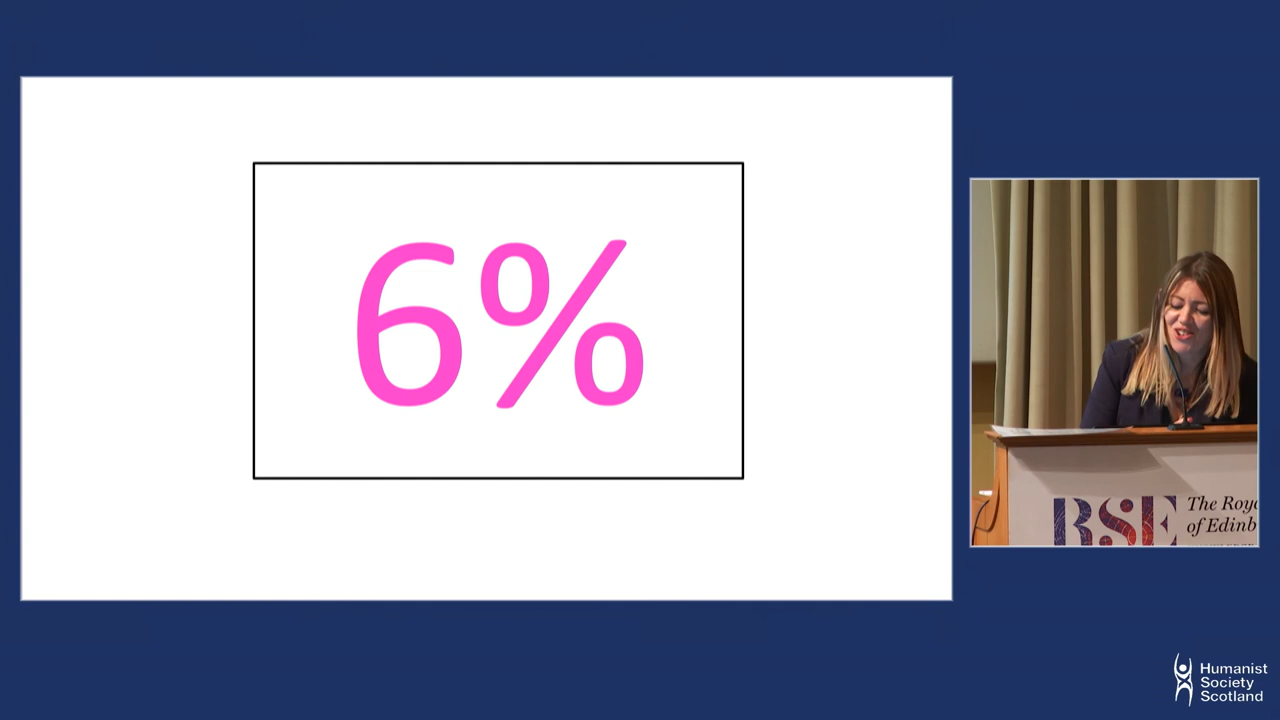 6%
RSE
The Roy
of Edinb
Humanist
Society
Scotland